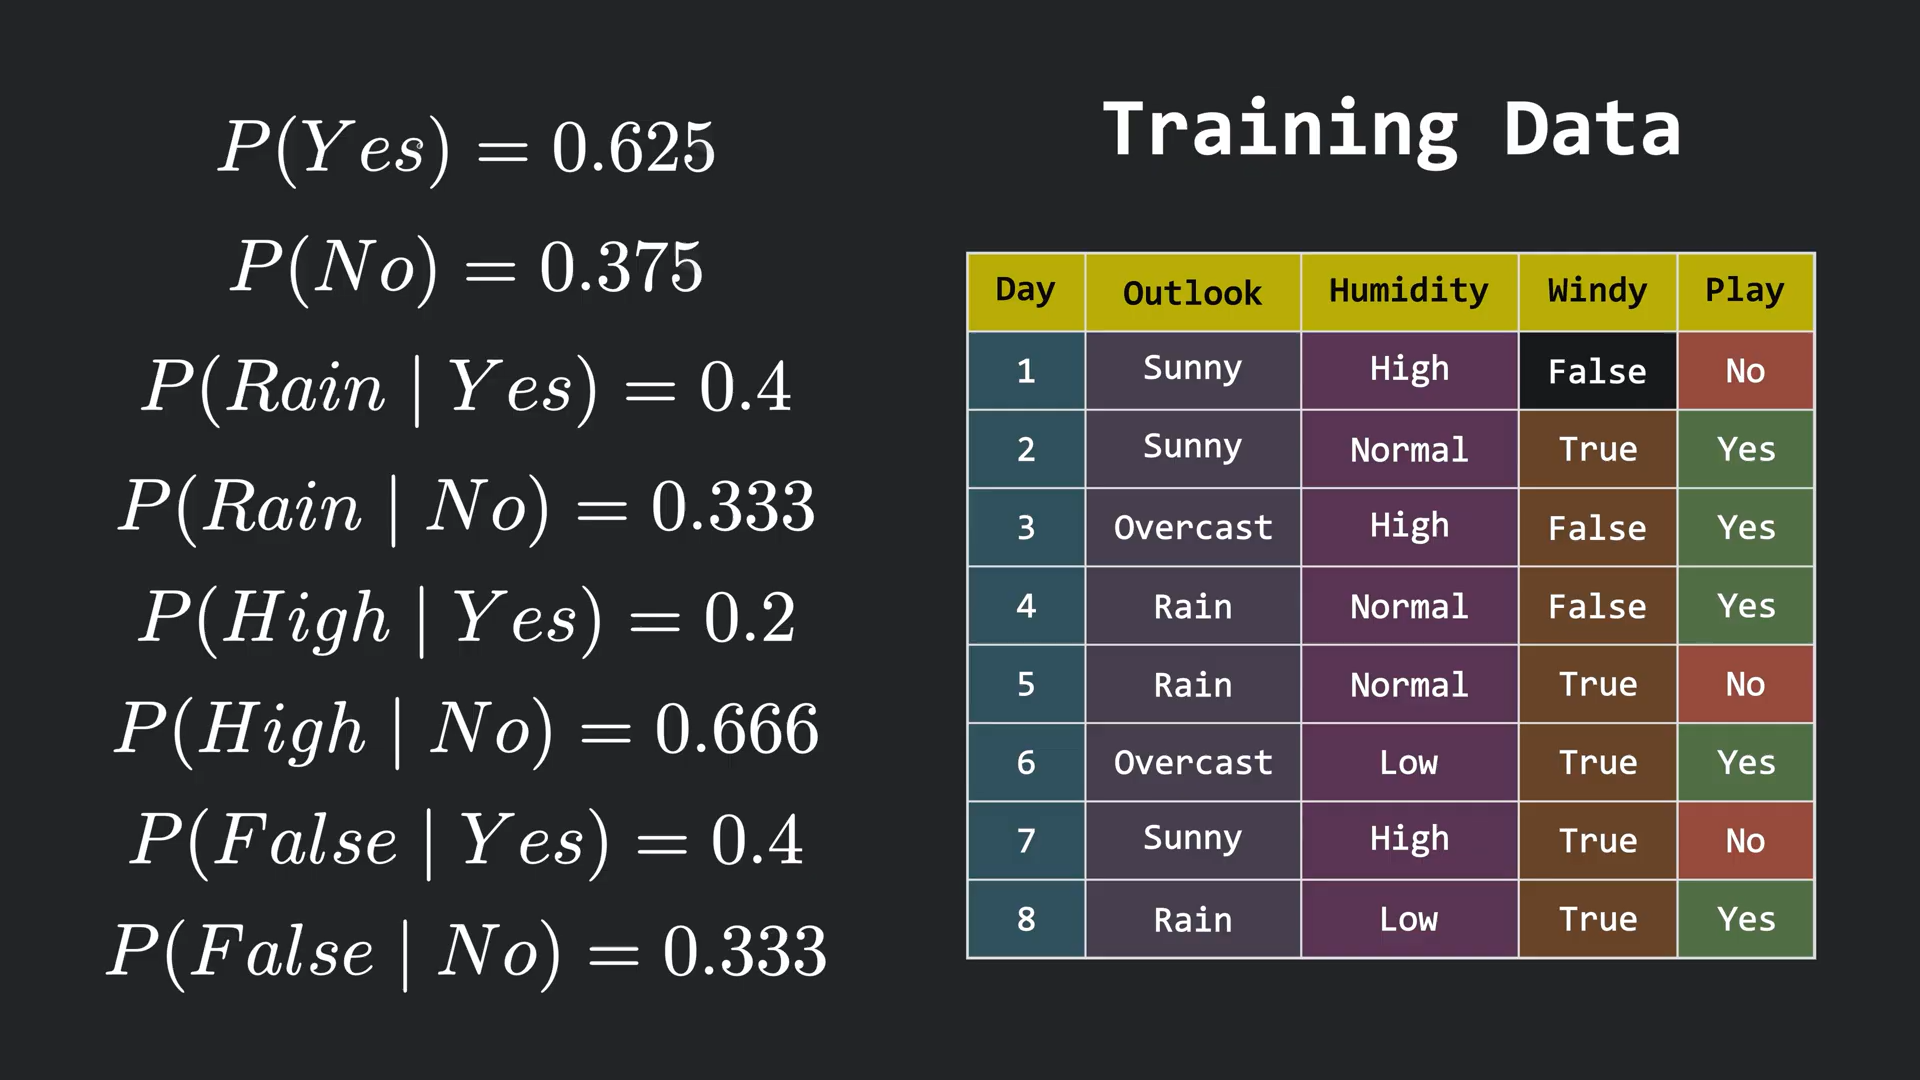 P(Yes) = 0.625
P(No) = 0.375
P(Rain | Yes) = 0.4
P(Rain | No) = 0.333
P(High | Yes) = 0.2
P(High | No) = 0.666
P(False | Yes) = 0.4
P(False | No) = 0.333
Training Data
Day Outlook Humidity Windy Play
1 Sunny High False No
2 Sunny Normal True Yes
3 Overcast High False Yes
4 Rain Normal False Yes
5 Rain Normal True No
6 Overcast Low True Yes
7 Sunny High True No
8 Rain Low True Yes